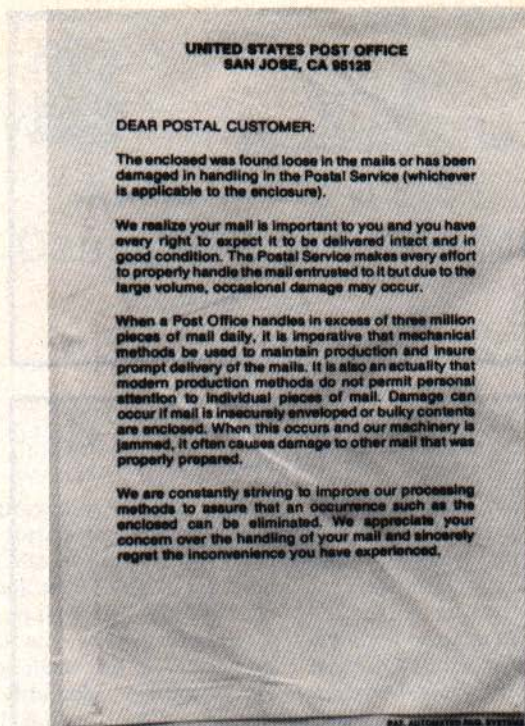 UNITED STATES POST OFFICE
SAN JOSE, CA 95125
DEAR POSTAL CUSTOMER:
The enclosed was found loose in the mails or has been
damaged in handling in the Postal Service (whichever
is applicable to the enclosure).
We realize your mail is important to you and you have
every right to expect it to be delivered intact and in
good condition. The Postal Service makes every effort
to properly handle the mail entrusted to it but due to the
large volume, occasional damage may occur.
When a Post Office handles in excess of three million
pieces of mail daily, it is imperative that mechanical
methods be used to maintain production and insure
prompt delivery of the mails. It is also an actuality that
modern production methods do not permit personal
attention to individual pieces of mail. Damage can
occur if mail is insecurely enveloped or bulky contents
are enclosed. When this occurs and our machinery is
jammed, it often causes damage to other mail that was
properly prepared.
We are constantly striving to improve our processing
methods to assure that an occurrence such as the
enclosed can be eliminated. We appreciate your
concern over the handling of your mail and sincerely
regret the inconvenience you have experienced.